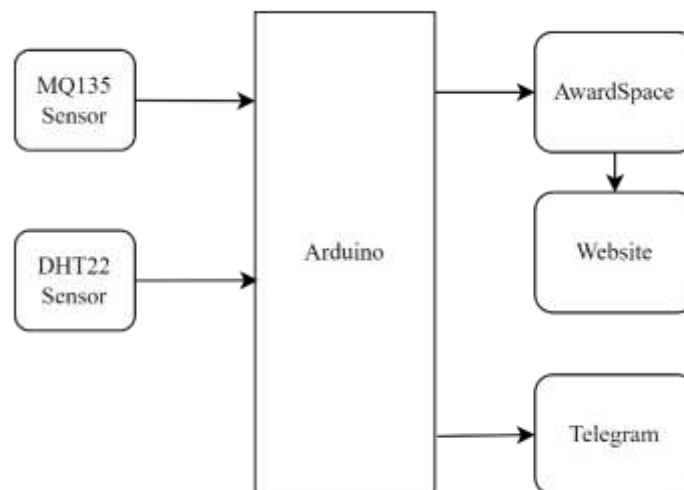 MQ135
Sensor
DHT22
Sensor
Arduino
AwardSpace
Website
Telegram